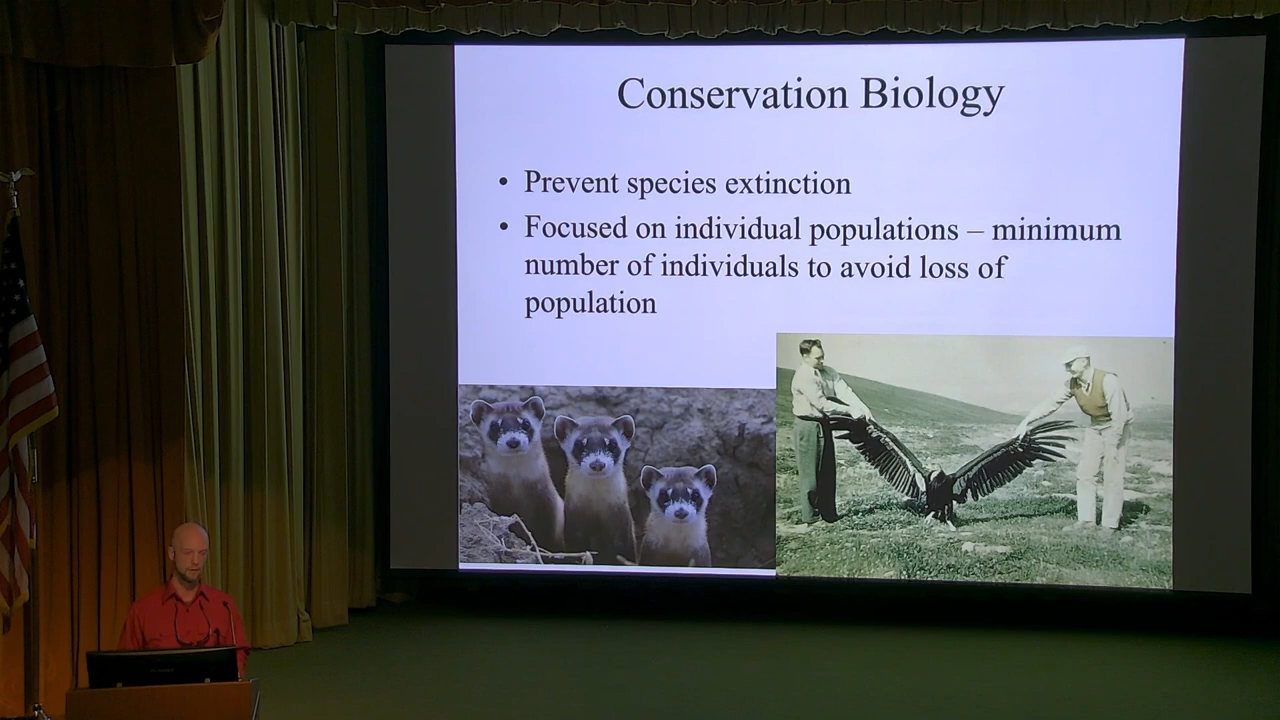 Conservation Biology
• Prevent species extinction
• Focused on individual populations – minimum
number of individuals to avoid loss of
population